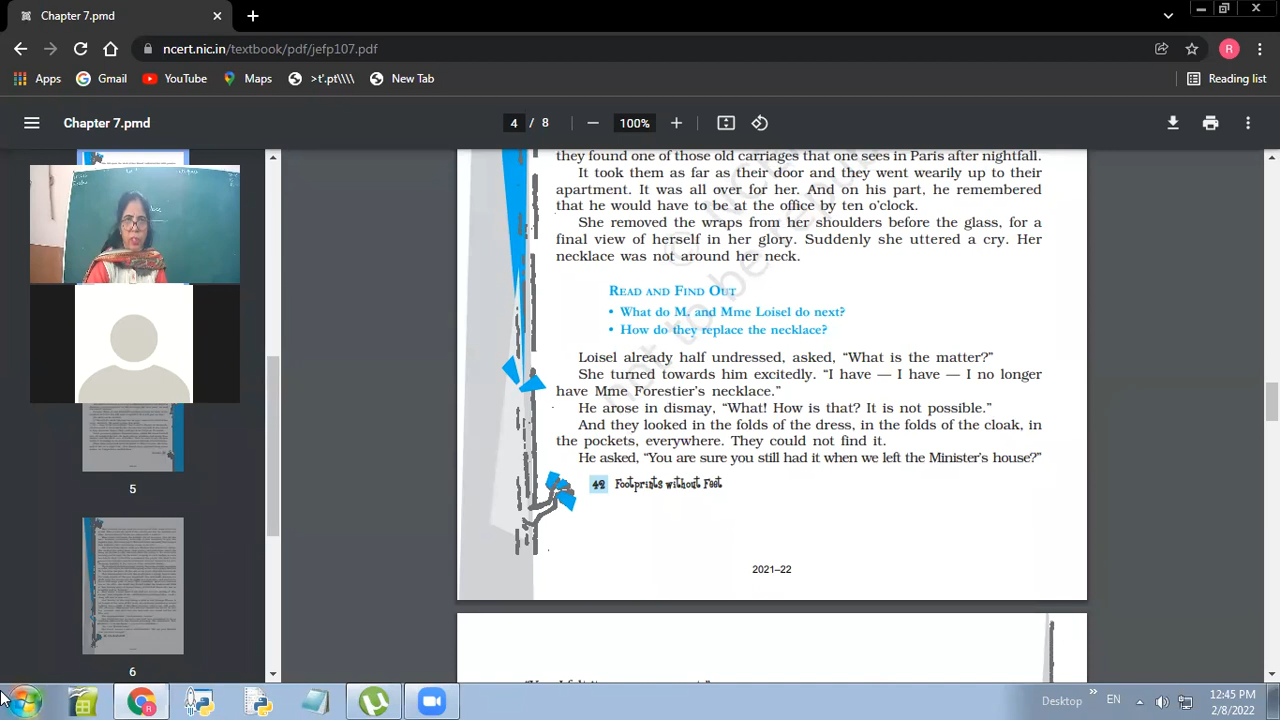 Chapter 7.pmd
ncert.nic.in/textbook/pdf/jefp107.pdf
R
Apps
Gmail
YouTube
Maps
>'t.pt\\\\
New Tab
Reading list
Chapter 7.pmd
4 / 8
100%
they found one of those old carriages that one sees in Paris after nightfall.
It took them as far as their door and they went wearily up to their
apartment. It was all over for her. And on his part, he remembered
that he would have to be at the office by ten o'clock.
She removed the wraps from her shoulders before the glass, for a
final view of herself in her glory. Suddenly she uttered a cry. Her
necklace was not around her neck.
READ AND FIND OUT
• What do M. and Mme Loisel do next?
• How do they replace the necklace?
Loisel already half undressed, asked, “What is the matter?”
She turned towards him excitedly. “I have — I have — I no longer
have Mme Forestier's necklace.”
He arose in dismay, “What! How is that? It is not possible.”
And they looked in the folds of the dress, in the folds of the cloak, in
the pockets, everywhere. They could not find it.
He asked, “You are sure you still had it when we left the Minister's house?”
42 Footprints without Feet
2021–22
5
6
Desktop
EN
12:45 PM
2/8/2022